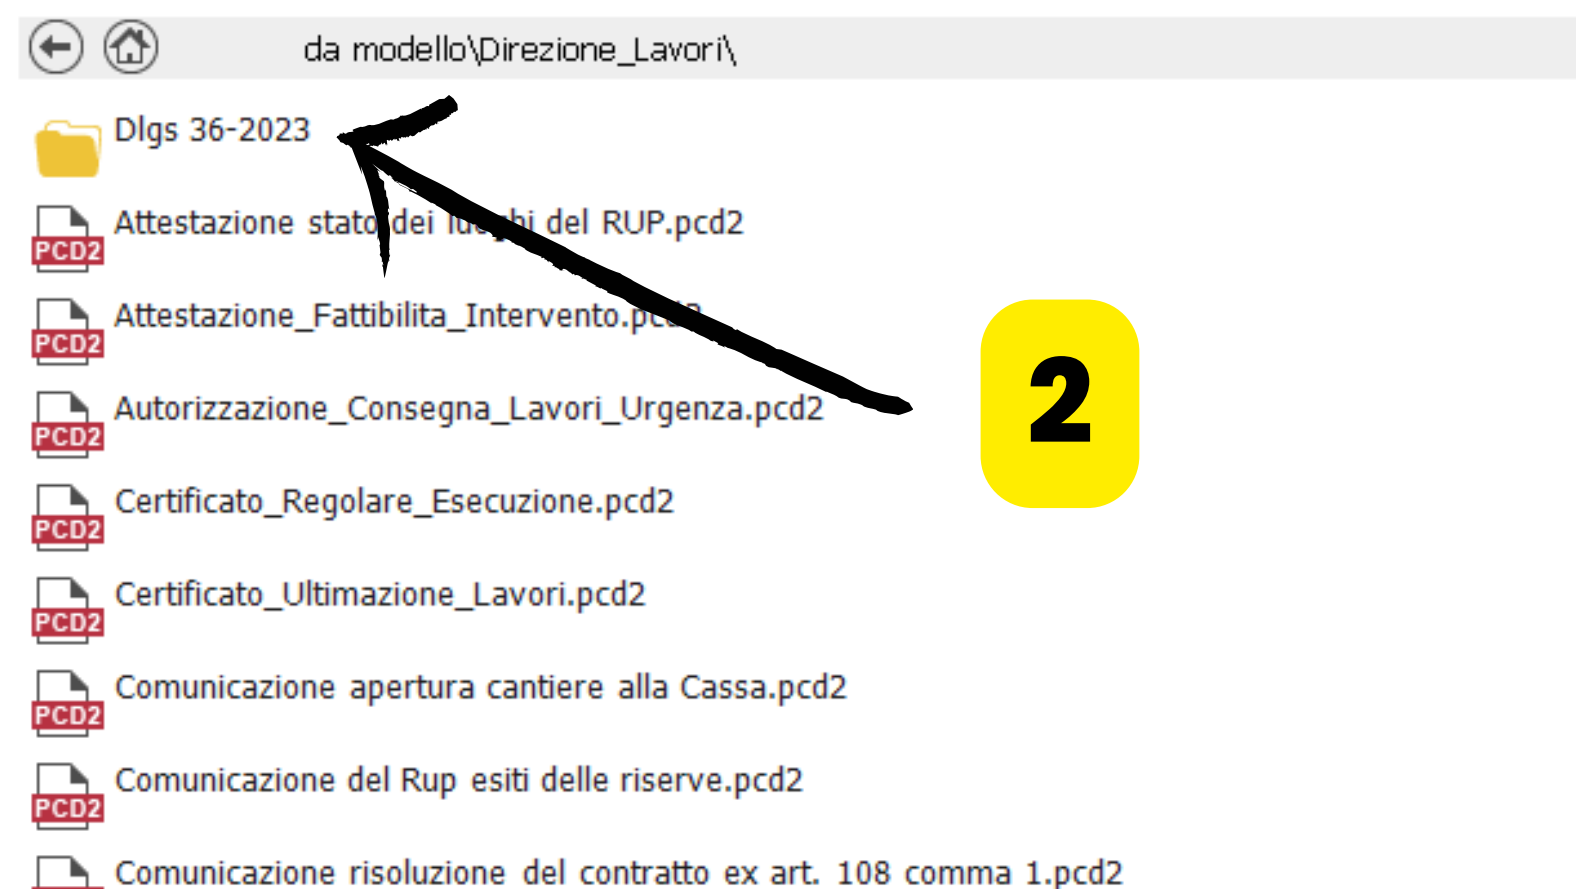 da modello\Direzione_Lavori\
Dlgs 36-2023
PCD2 Attestazione stato dei luoghi del RUP.pcd2
PCD2 Attestazione_Fattibilita_Intervento.pcd2
2
PCD2 Autorizzazione_Consegna_Lavori_Urgenza.pcd2
PCD2 Certificato_Regolare_Esecuzione.pcd2
PCD2 Certificato_Ultimazione_Lavori.pcd2
PCD2 Comunicazione apertura cantiere alla Cassa.pcd2
PCD2 Comunicazione del Rup esiti delle riserve.pcd2
Comunicazione risoluzione del contratto ex art. 108 comma 1.pcd2